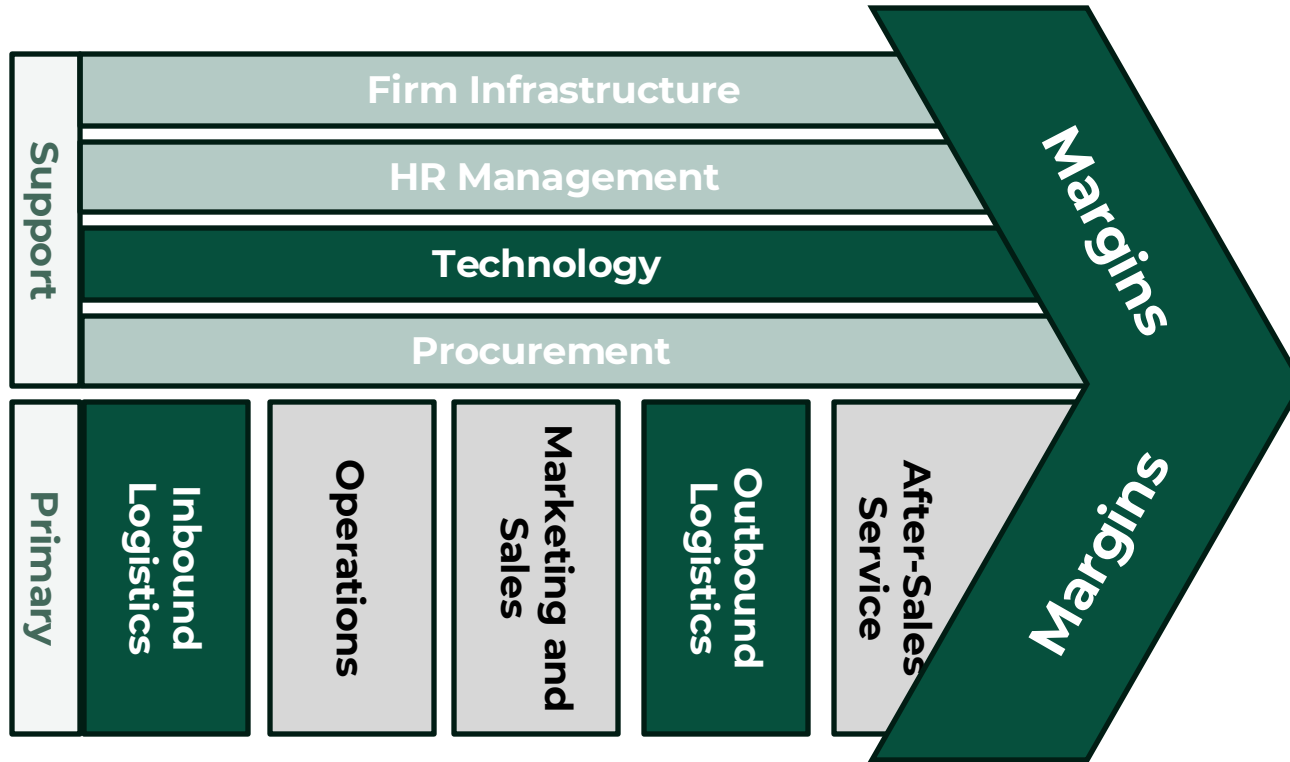 Support
Firm Infrastructure
HR Management
Technology
Procurement
Margins
Primary
Inbound
Logistics
Operations
Marketing and
Sales
Outbound
Logistics
After-Sales
Service
Margins